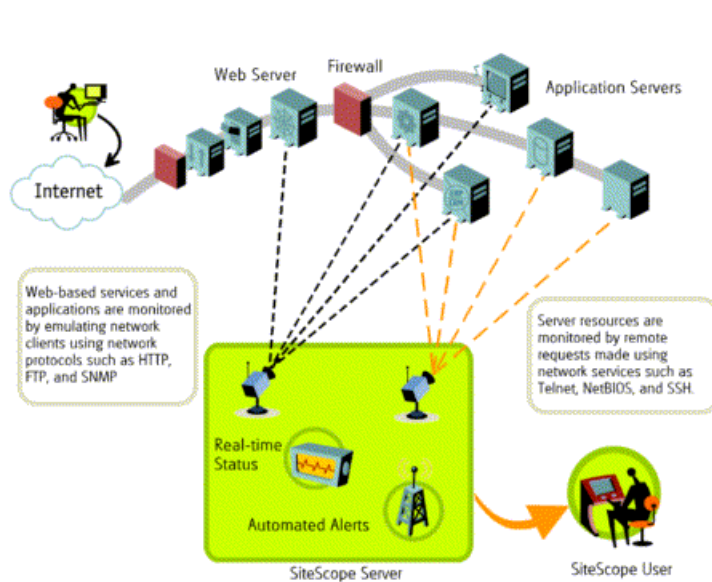 Web Server
Firewall
Application Servers
Internet
Web-based services and
applications are monitored
by emulating network
clients using network
protocols such as HTTP,
FTP, and SNMP
Server resources are
monitored by remote
requests made using
network services such as
Telnet, NetBIOS, and SSH.
Real-time
Status
Automated Alerts
SiteScope Server
SiteScope User